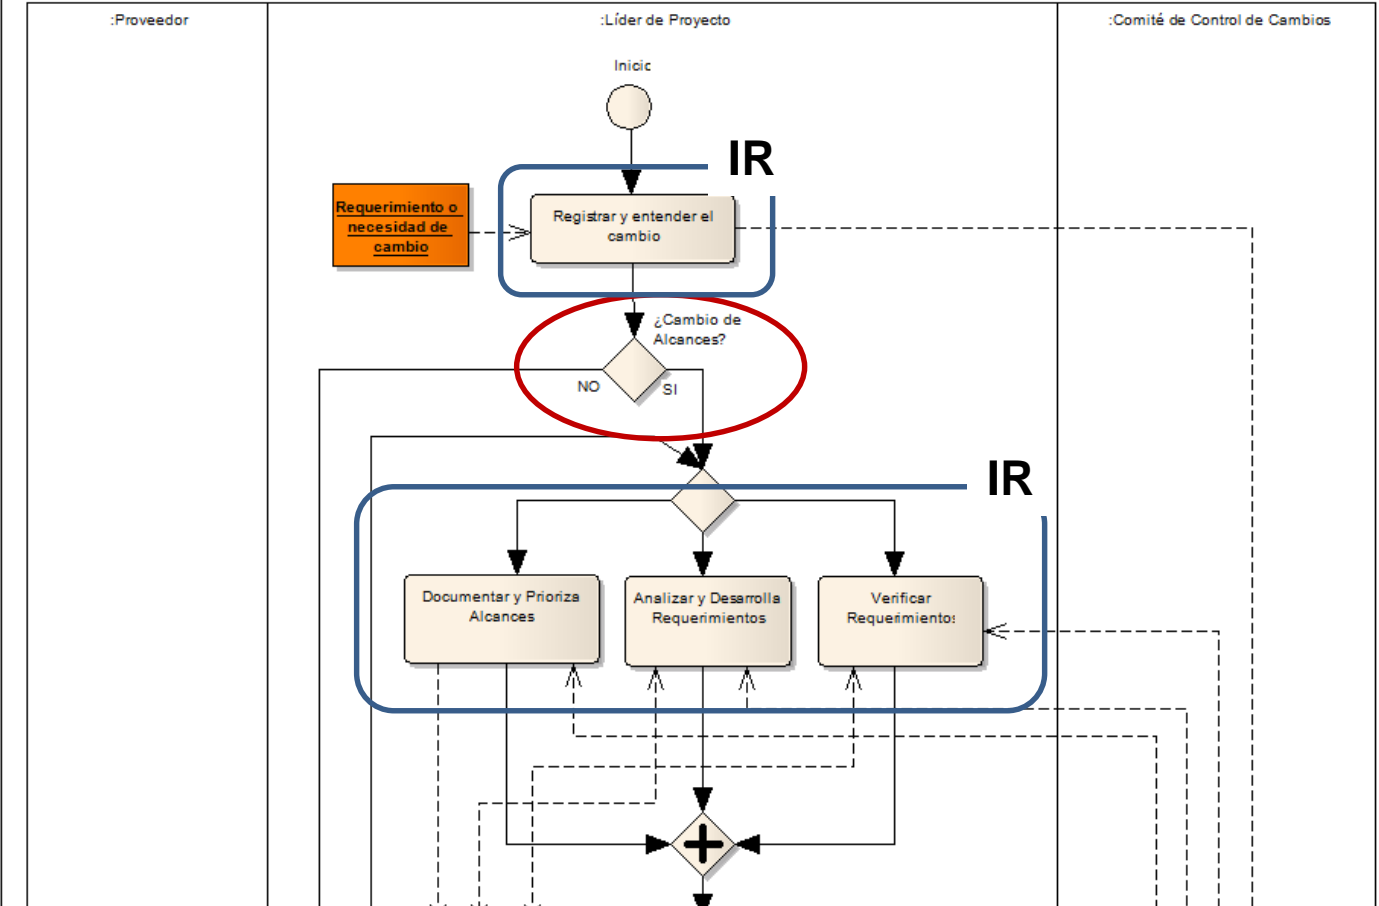 :Proveedor
:Líder de Proyecto
:Comité de Control de Cambios
Inicic
IR
Requerimiento o
necesidad de
cambio
Registrar y entender el
cambio
¿Cambio de
Alcances?
NO
SI
IR
Documentar y Prioriza
Alcances
Analizar y Desarrolla
Requerimientos
Verificar
Requerimientos